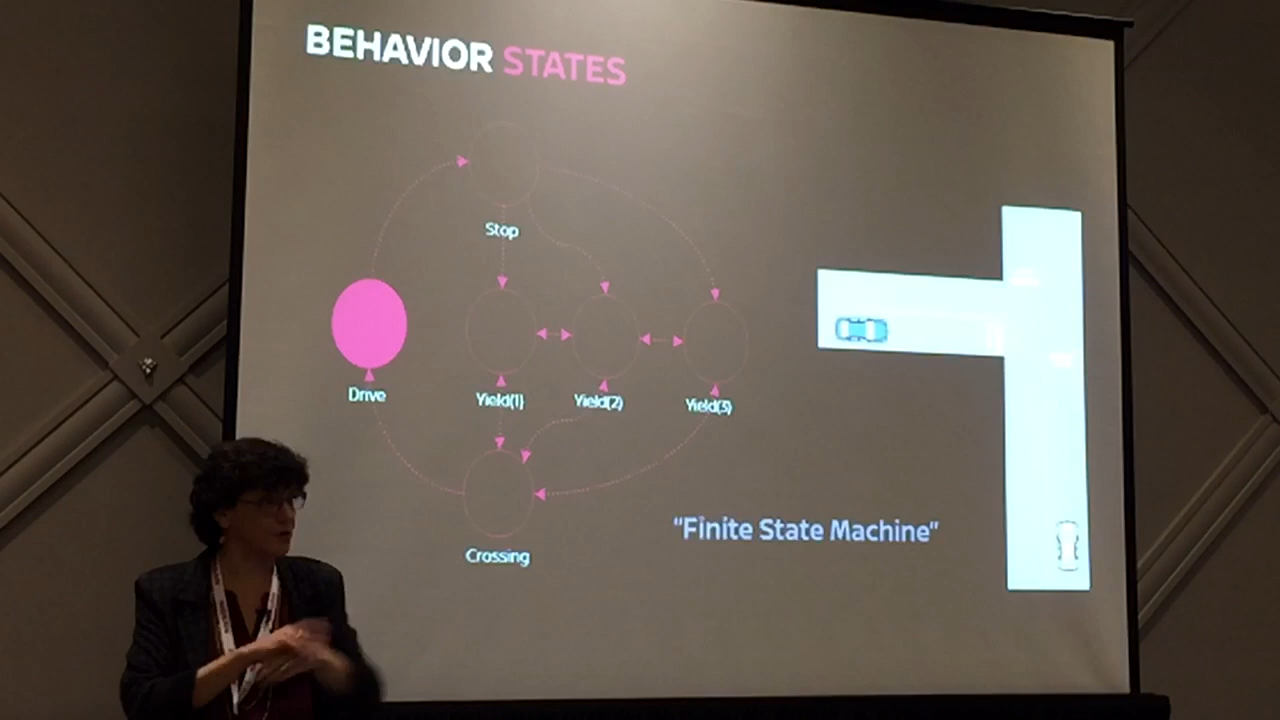 BEHAVIOR STATES
Stop
Drive
Yield(1)
Yield(2)
Yield(3)
Crossing
"Finite State Machine"